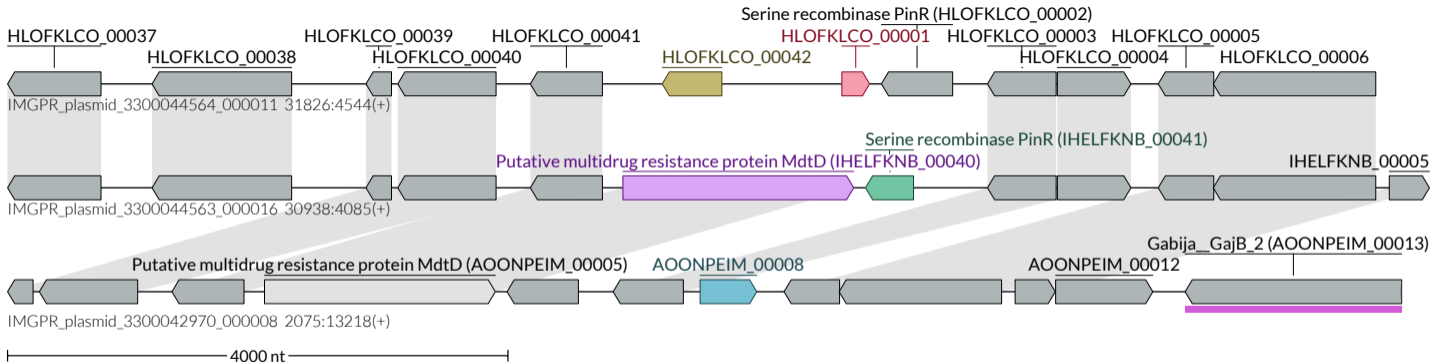 Serine recombinase PinR (HLOFKLCO_00002)
HLOFKLCO_00037 HLOFKLCO_00039 HLOFKLCO_00041 HLOFKLCO_00001 HLOFKLCO_00003 HLOFKLCO_00005
HLOFKLCO_00038 HLOFKLCO_00040 HLOFKLCO_00042 HLOFKLCO_00004 HLOFKLCO_00006
IMGPR_plasmid_3300044564_000011 31826:4544(+)
Serine recombinase PinR (IHELFKNB_00041)
Putative multidrug resistance protein MdtD (IHELFKNB_00040) IHELFKNB_00005
IMGPR_plasmid_3300044563_000016 30938:4085(+)
Gabija__GajB_2 (AOONPEIM_00013)
Putative multidrug resistance protein MdtD (AOONPEIM_00005) AOONPEIM_00008 AOONPEIM_00012
IMGPR_plasmid_3300042970_000008 2075:13218(+)
4000 nt